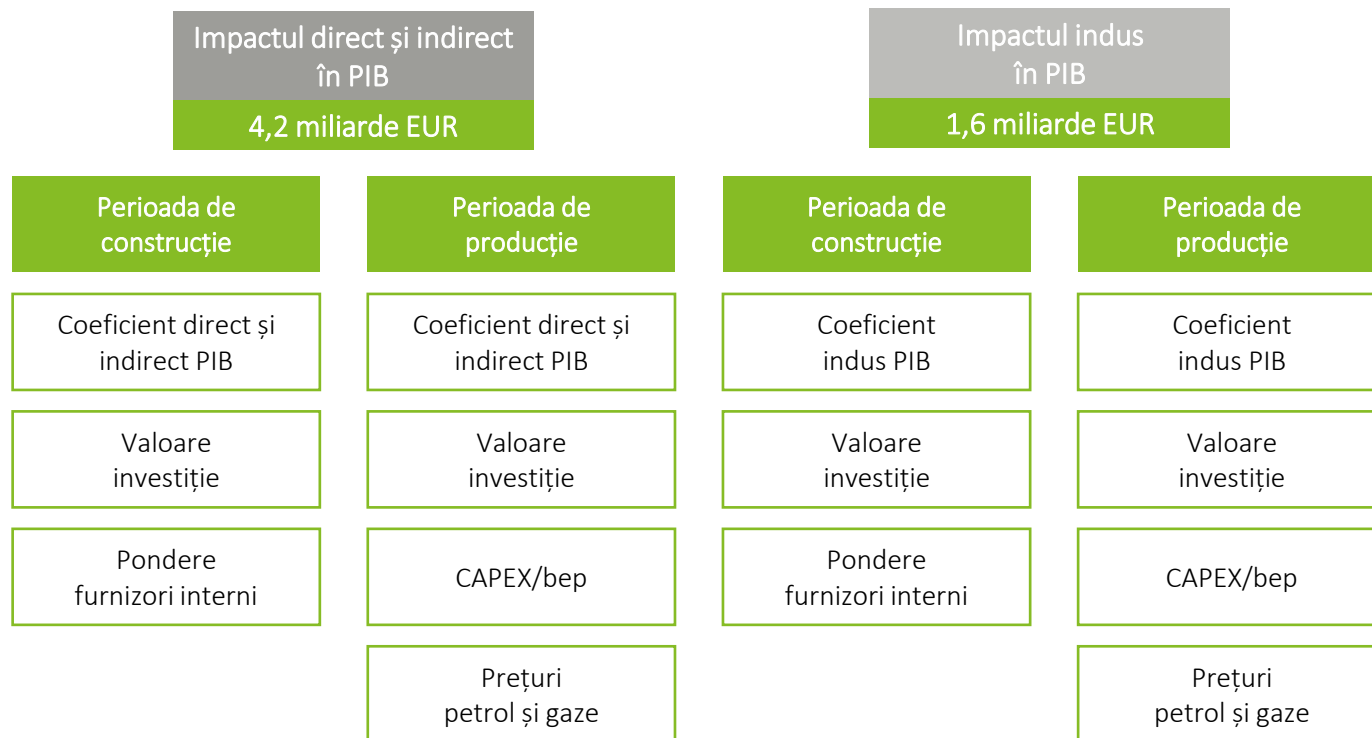 Impactul direct și indirect
în PIB
4,2 miliarde EUR
Impactul indus
în PIB
1,6 miliarde EUR
Perioada de
construcție
Perioada de
producție
Perioada de
construcție
Perioada de
producție
Coeficient direct și
indirect PIB
Coeficient direct și
indirect PIB
Coeficient
indus PIB
Coeficient
indus PIB
Valoare
investiție
Valoare
investiție
Valoare
investiție
Valoare
investiție
Pondere
furnizori interni
CAPEX/bep
Pondere
furnizori interni
CAPEX/bep
Prețuri
petrol și gaze
Prețuri
petrol și gaze